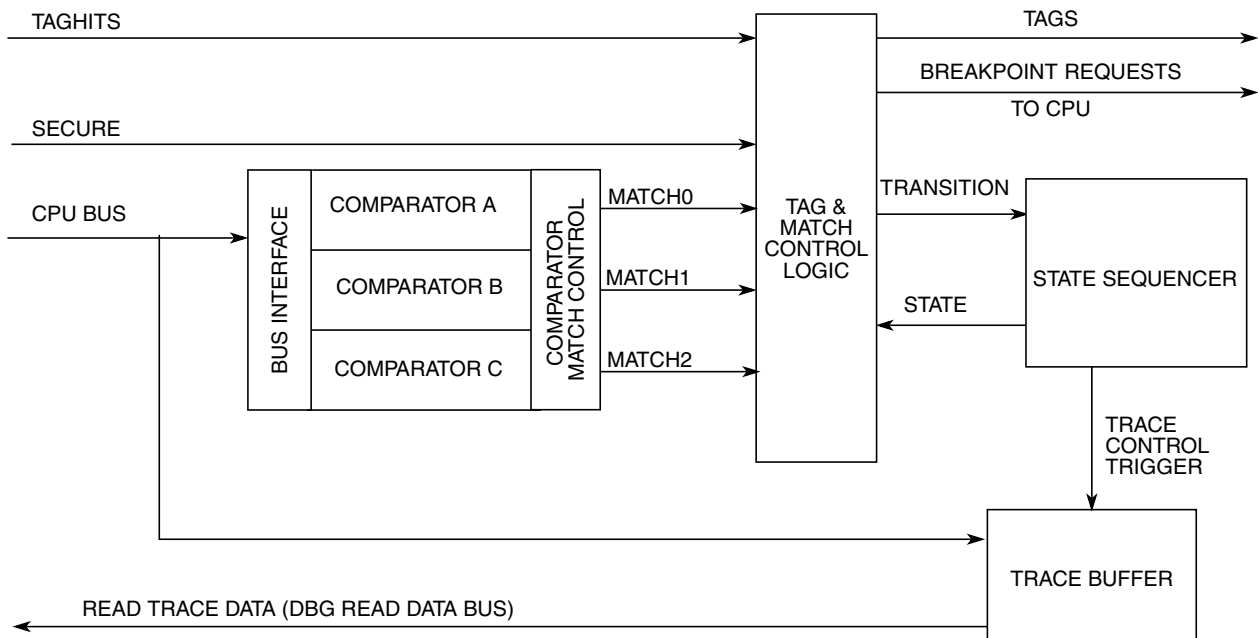 TAGHITS
TAGS
BREAKPOINT REQUESTS
TO CPU
SECURE
CPU BUS
BUS INTERFACE
COMPARATOR A
COMPARATOR B
COMPARATOR C
COMPARATOR
MATCH CONTROL
MATCH0
MATCH1
MATCH2
TAG &
MATCH
CONTROL
LOGIC
TRANSITION
STATE
STATE SEQUENCER
TRACE
CONTROL
TRIGGER
TRACE BUFFER
READ TRACE DATA (DBG READ DATA BUS)